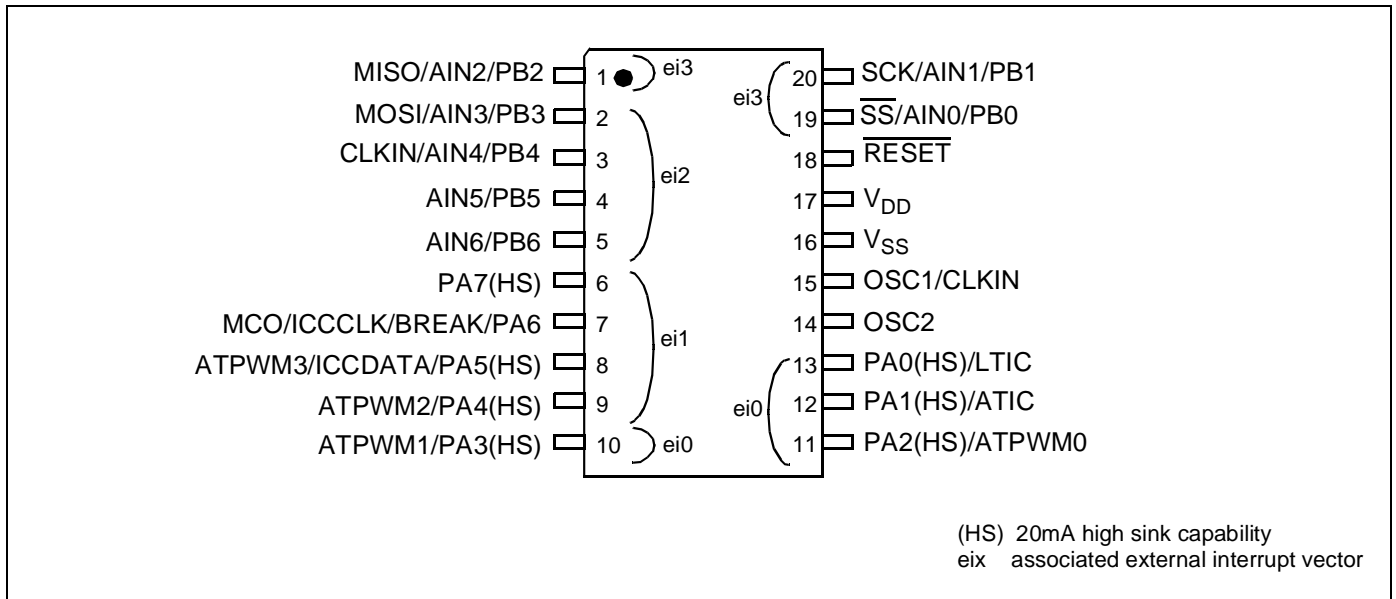 MISO/AIN2/PB2 1 ei3 20 SCK/AIN1/PB1
MOSI/AIN3/PB3 2 ei3 19 S̅S̅/AIN0/PB0
CLKIN/AIN4/PB4 3 18 R̅E̅S̅E̅T̅
AIN5/PB5 4 ei2 17 VDD
AIN6/PB6 5 16 VSS
PA7(HS) 6 15 OSC1/CLKIN
MCO/ICCCLK/BREAK/PA6 7 ei1 14 OSC2
ATPWM3/ICCDATA/PA5(HS) 8 13 PA0(HS)/LTIC
ATPWM2/PA4(HS) 9 ei0 12 PA1(HS)/ATIC
ATPWM1/PA3(HS) 10 ei0 11 PA2(HS)/ATPWM0
(HS) 20mA high sink capability
eix associated external interrupt vector